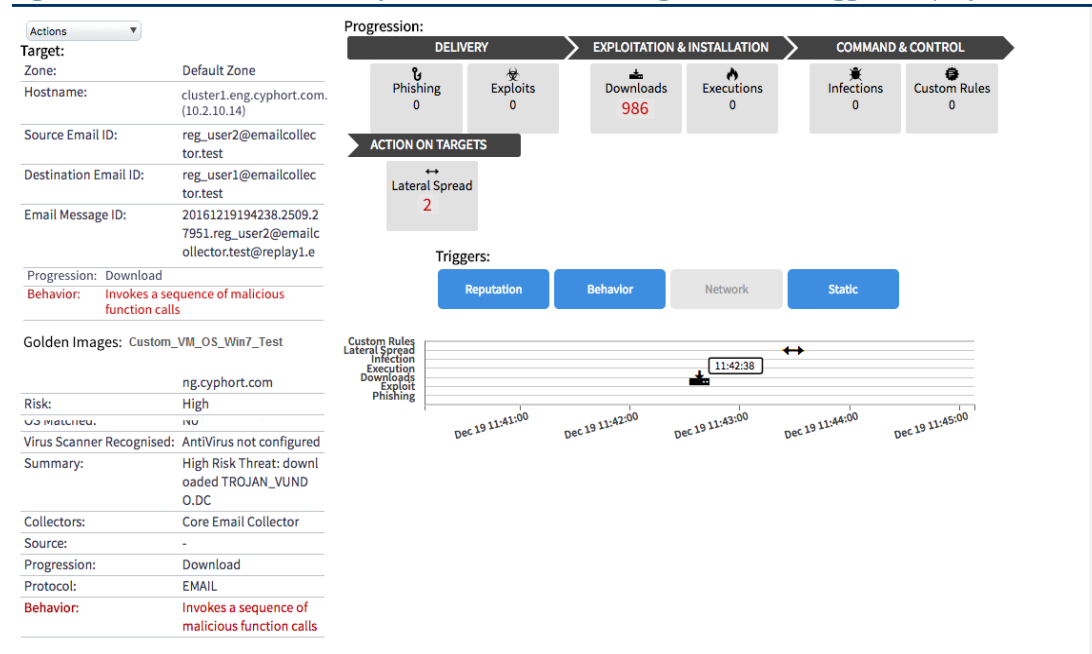 Actions
Target:
Zone: Default Zone
Hostname: cluster1.eng.cyphort.com.
(10.2.10.14)
Source Email ID: reg_user2@emailcollec
tor.test
Destination Email ID: reg_user1@emailcollec
tor.test
Email Message ID: 20161219194238.2509.2
7951.reg_user2@emailc
ollector.test@replay1.e
Progression: Download
Behavior: Invokes a sequence of malicious
function calls
Golden Images: Custom_VM_OS_Win7_Test
ng.cyphort.com
Risk: High
OS Matched: No
Virus Scanner Recognised: AntiVirus not configured
Summary: High Risk Threat: downl
oaded TROJAN_VUND
O.DC
Collectors: Core Email Collector
Source: -
Progression: Download
Protocol: EMAIL
Behavior: Invokes a sequence of
malicious function calls
Progression:
DELIVERY
EXPLOITATION & INSTALLATION
COMMAND & CONTROL
Phishing
0
Exploits
0
Downloads
986
Executions
0
Infections
0
Custom Rules
0
ACTION ON TARGETS
Lateral Spread
2
Triggers:
Reputation
Behavior
Network
Static
Custom Rules
Lateral Spread
Infection
Execution
Downloads
Exploit
Phishing
11:42:38
Dec 19 11:41:00
Dec 19 11:42:00
Dec 19 11:43:00
Dec 19 11:44:00
Dec 19 11:45:00